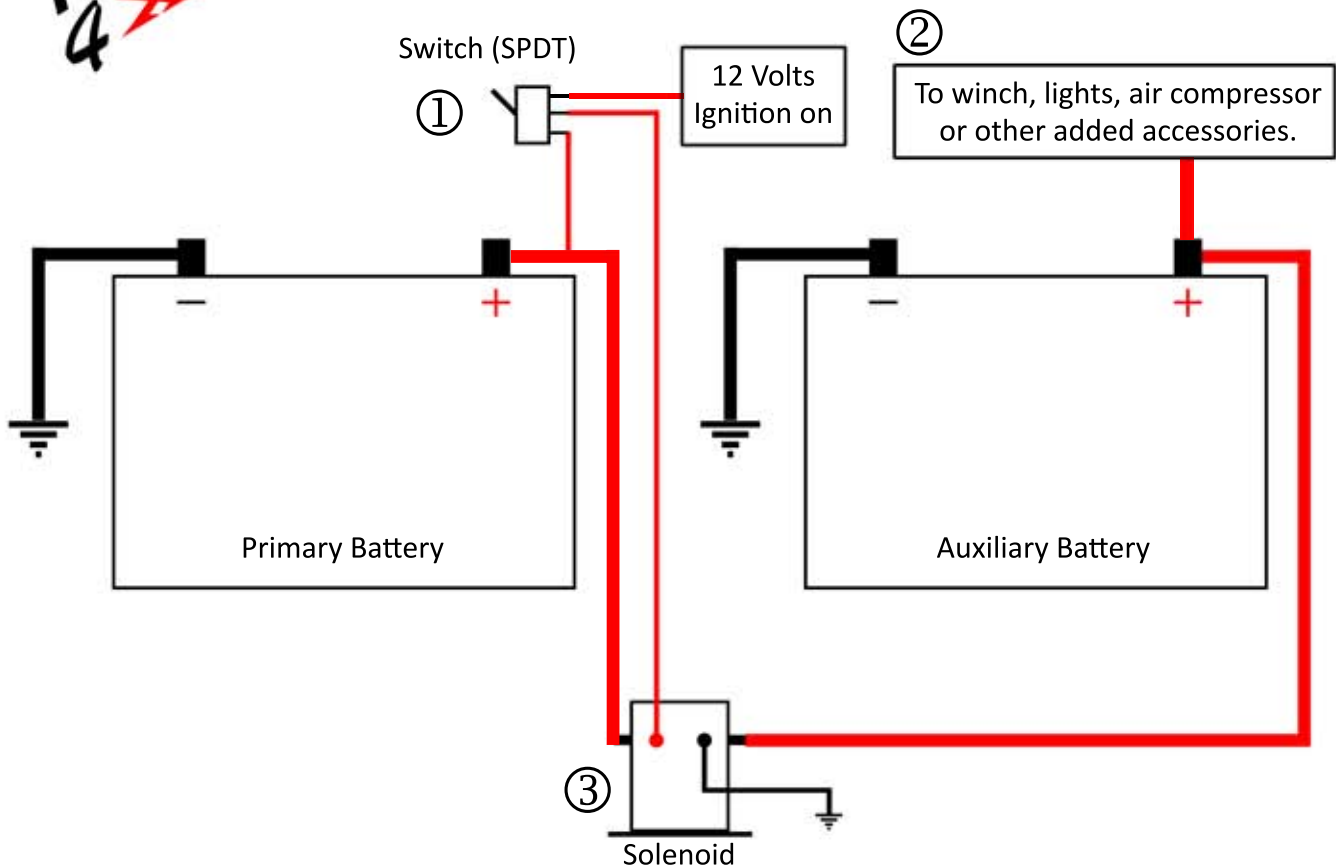 4
Switch (SPDT)
①
12 Volts
Ignition on
②
To winch, lights, air compressor
or other added accessories.
−
+
−
+
Primary Battery
Auxiliary Battery
③
Solenoid